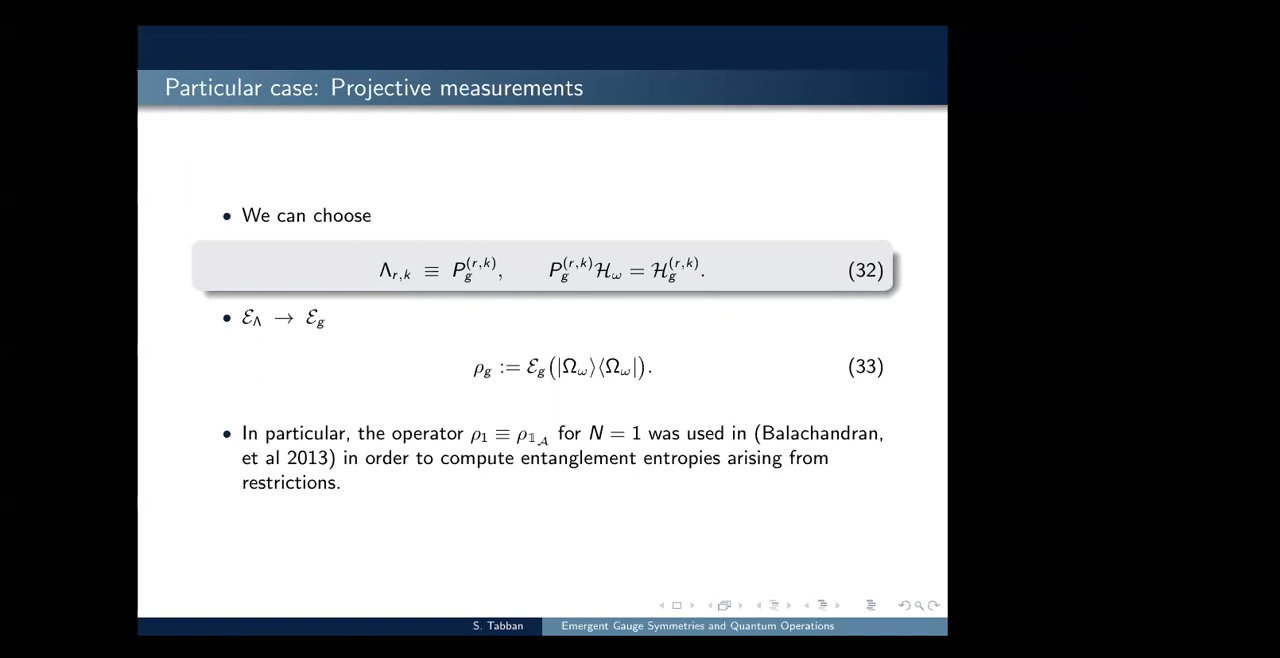 Particular case: Projective measurements
• We can choose
Λ_{r,k} ≡ P_g^{(r,k)}, P_g^{(r,k)} ℋ_ω = ℋ_g^{(r,k)}. (32)
• ℰ_Λ → ℰ_g
ρ_g := ℰ_g(|Ω_ω⟩⟨Ω_ω|). (33)
• In particular, the operator ρ_1 ≡ ρ_{𝟙_𝒜} for N = 1 was used in (Balachandran,
et al 2013) in order to compute entanglement entropies arising from
restrictions.
S. Tabban
Emergent Gauge Symmetries and Quantum Operations